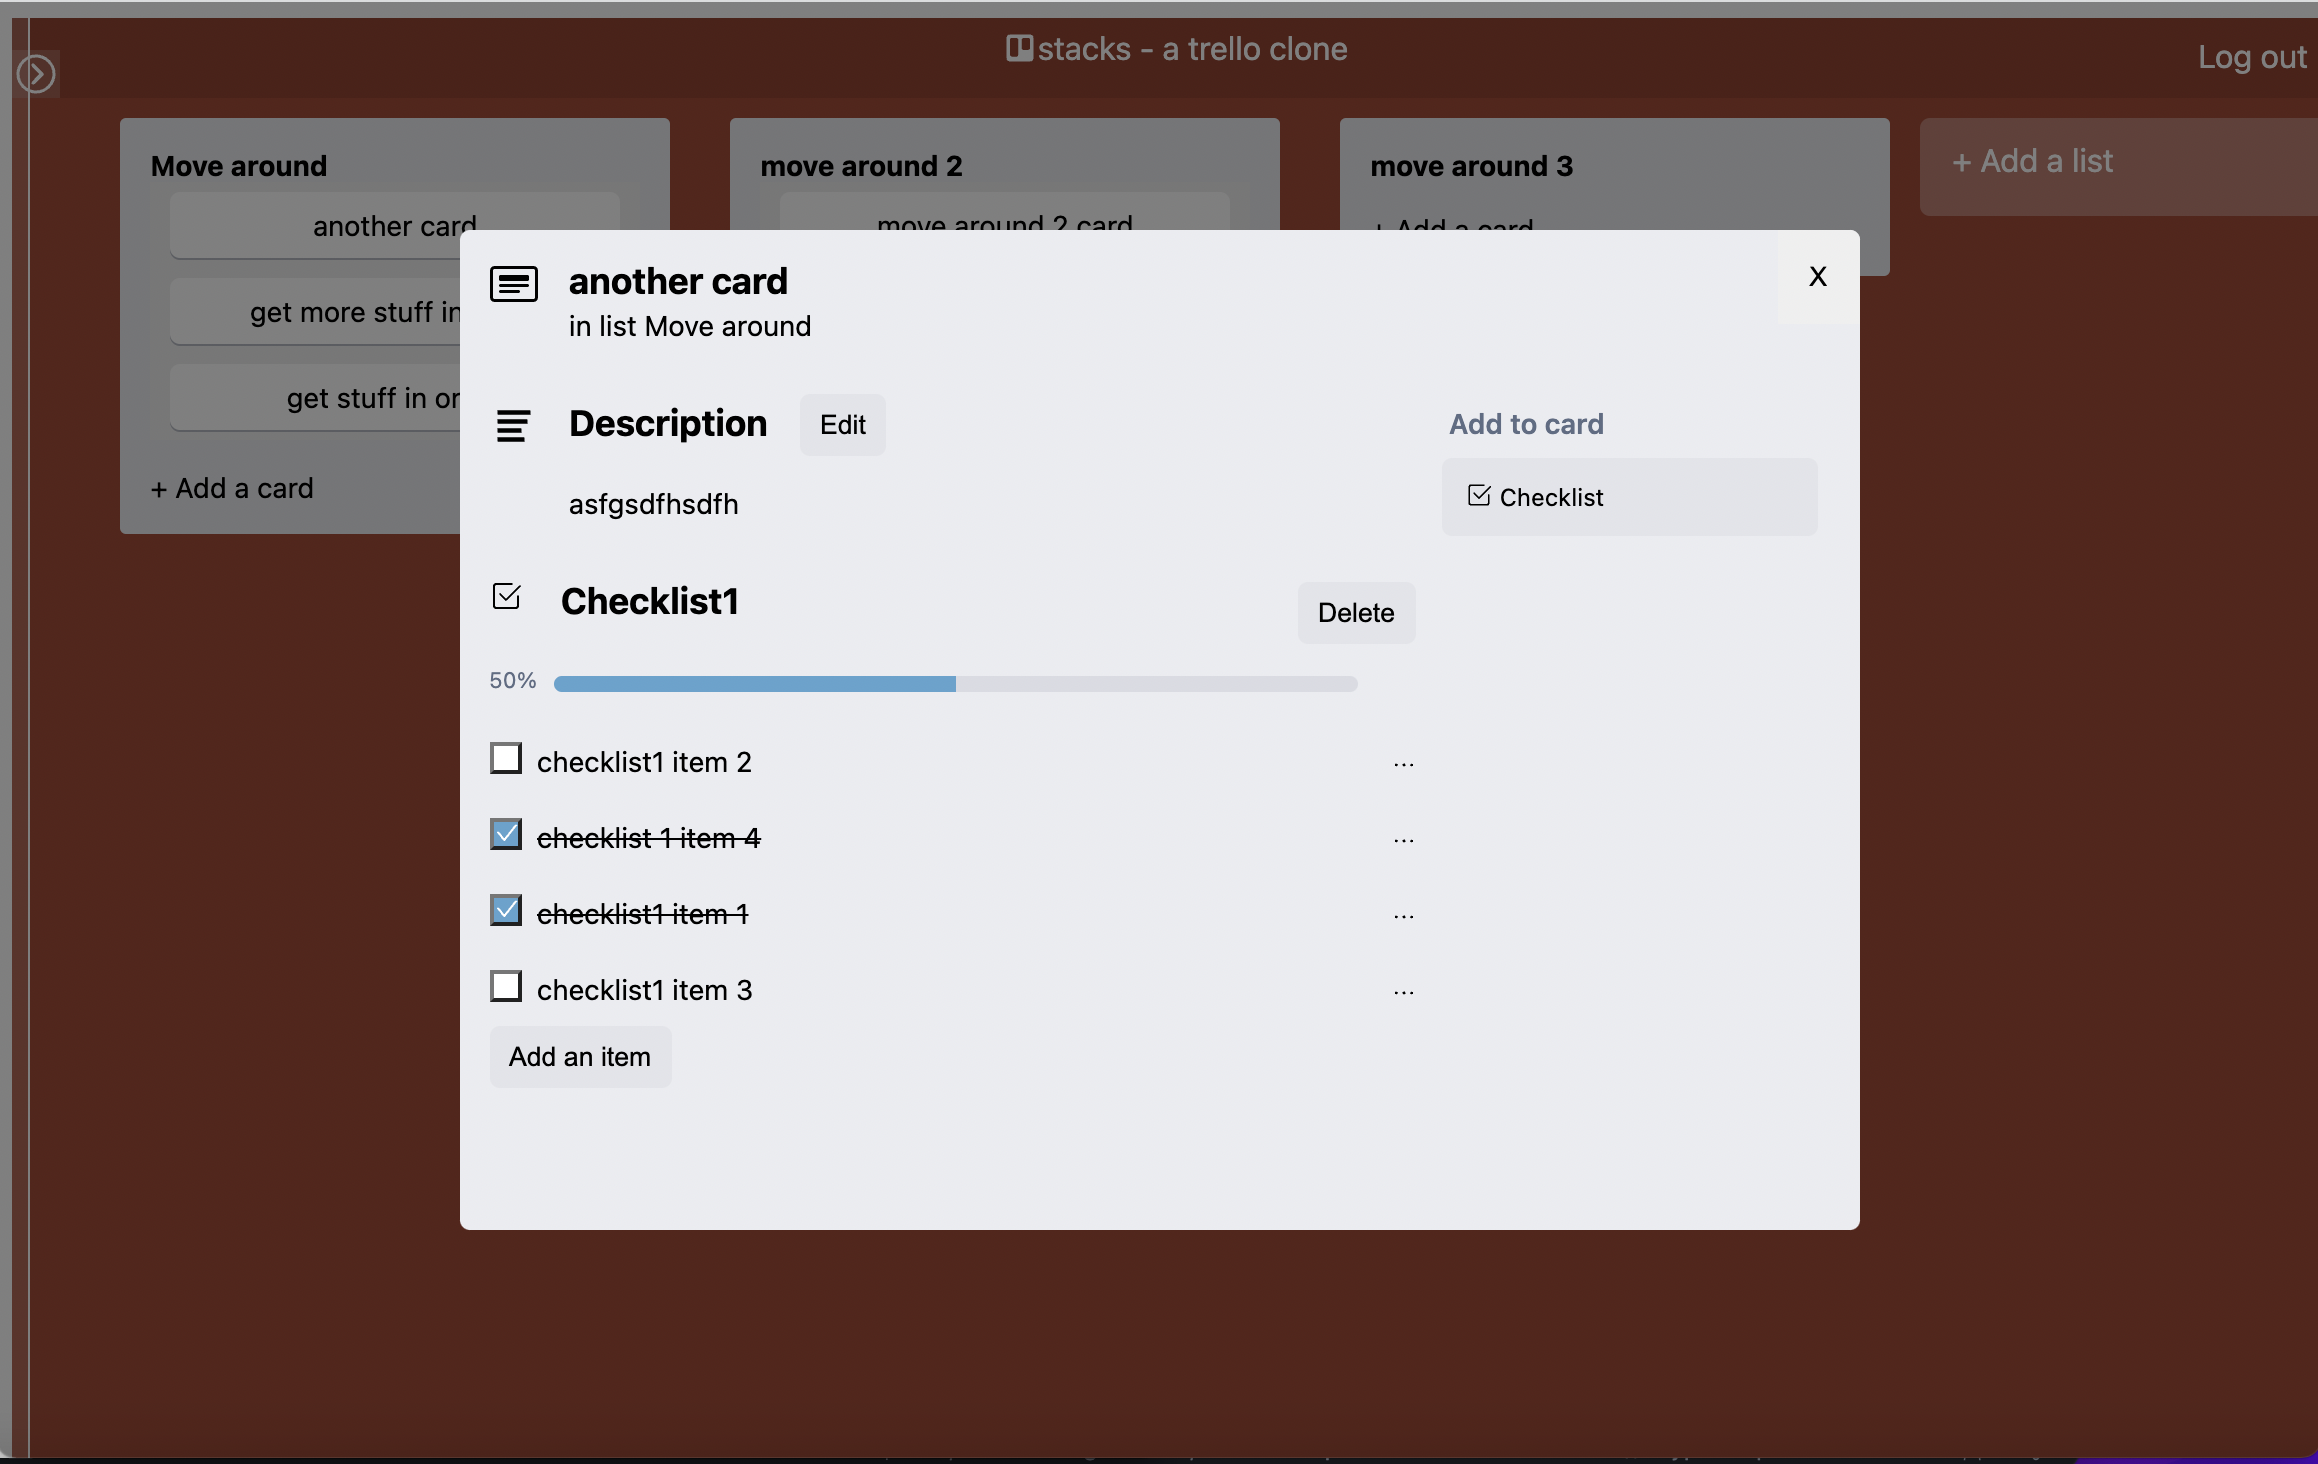 stacks - a trello clone
Log out
Move around
another card
get more stuff in
get stuff in or
+ Add a card
move around 2
move around 2 card
move around 3
+ Add a card
+ Add a list
another card
in list Move around
X
Description
Edit
asfgsdfhsdfh
Add to card
Checklist
Checklist1
Delete
50%
checklist1 item 2
...
checklist 1 item 4
...
checklist1 item 1
...
checklist1 item 3
...
Add an item